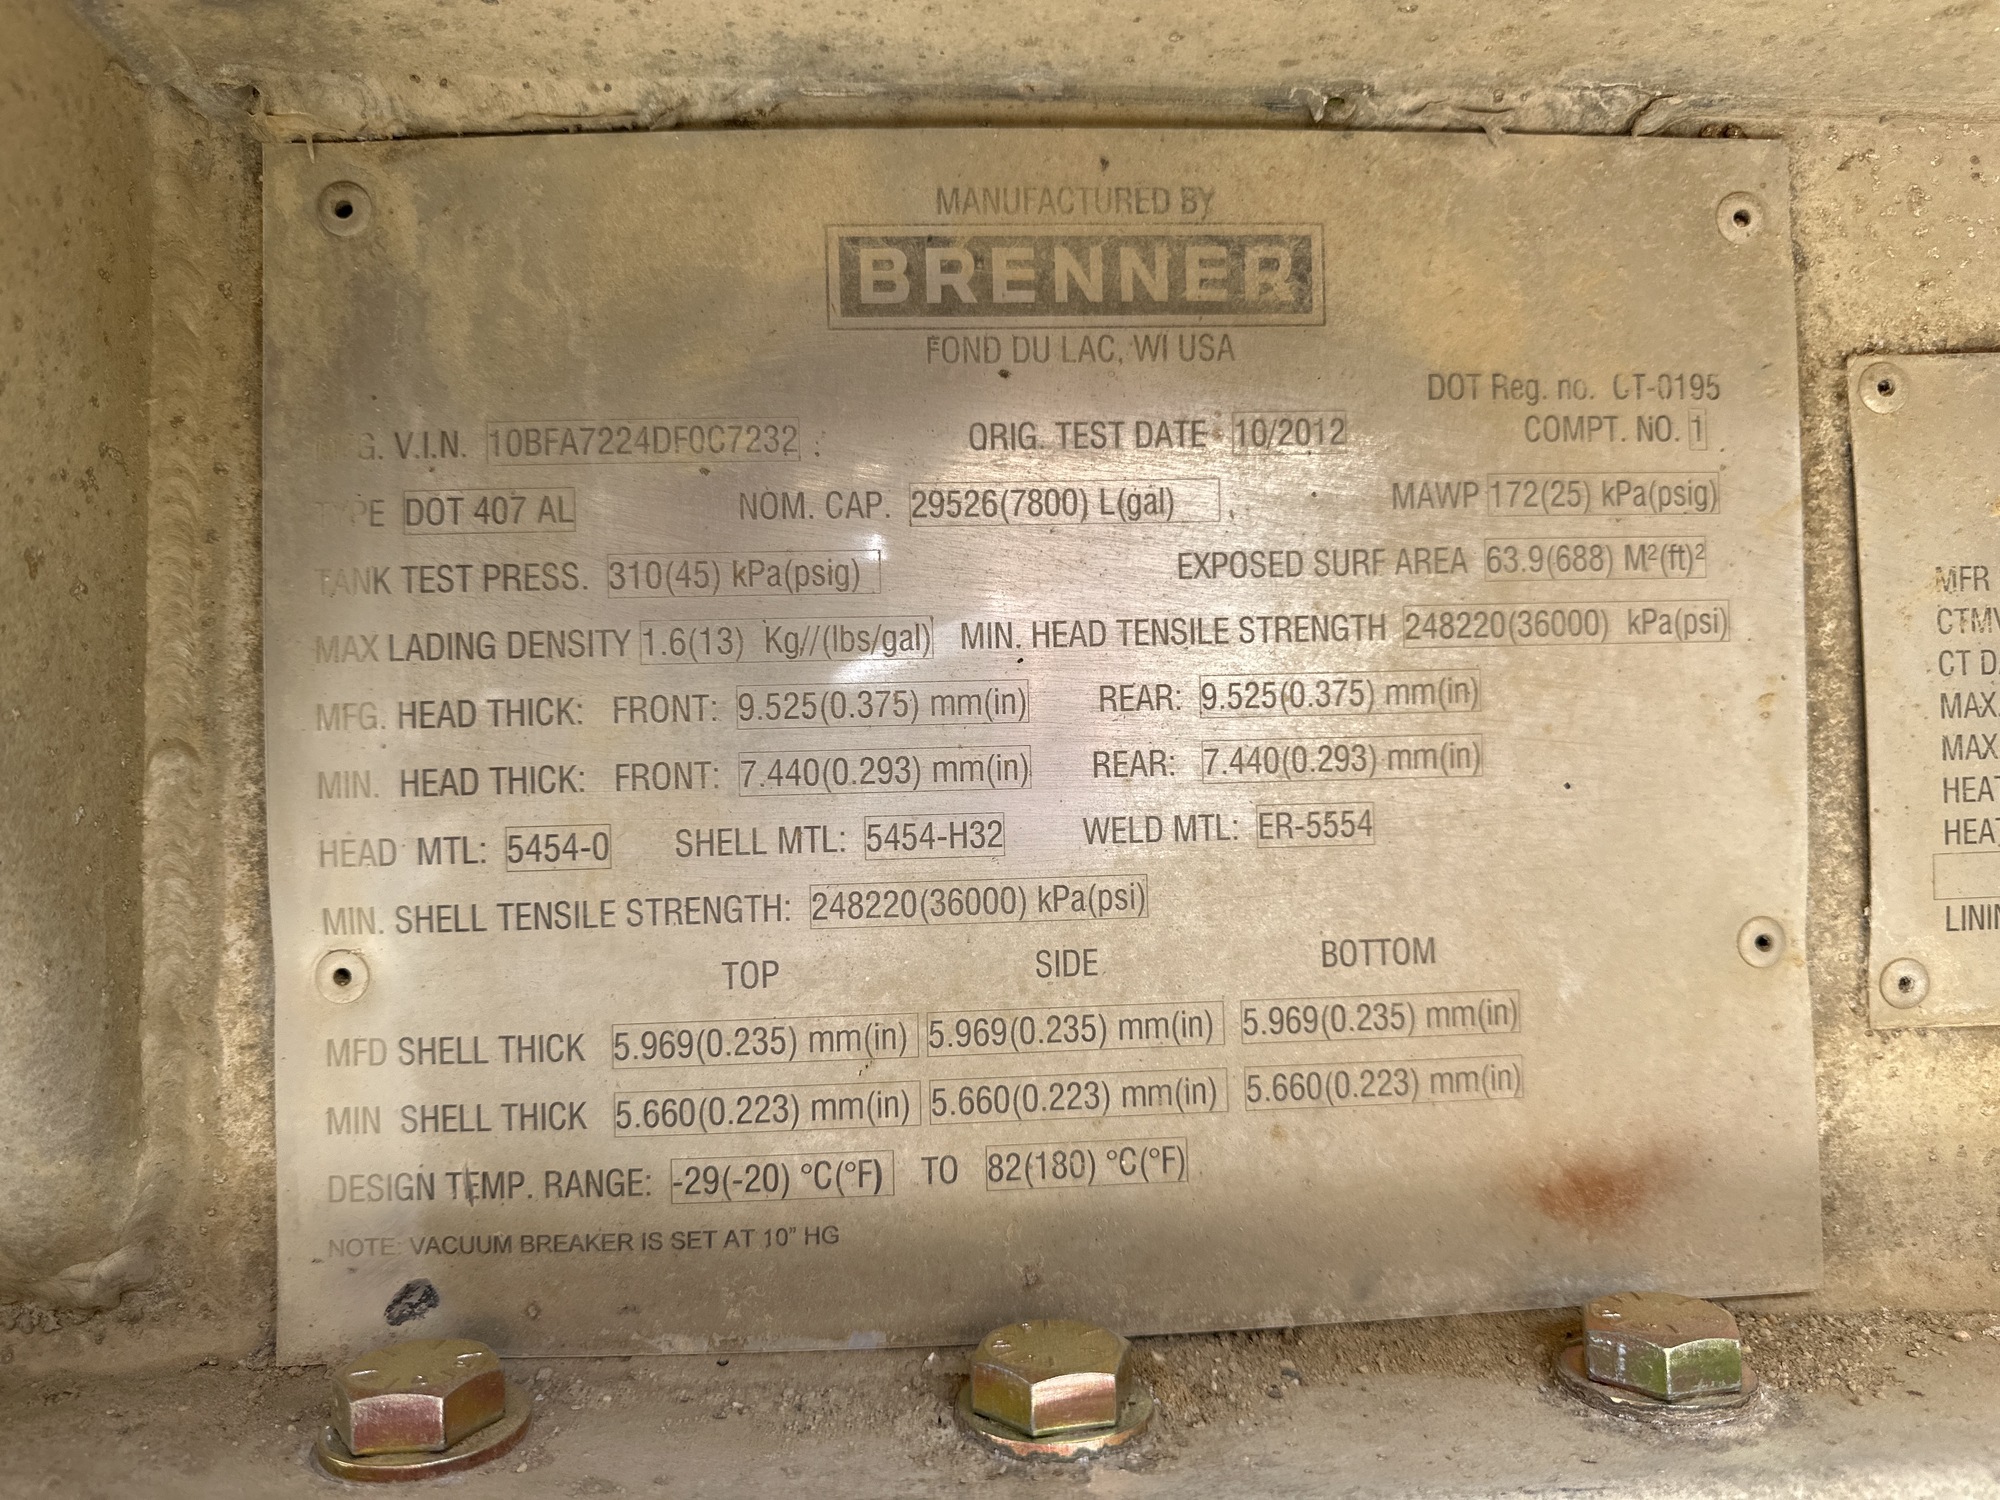 MANUFACTURED BY
BRENNER
FOND DU LAC, WI USA
DOT Reg. no. CT-0195
G. V.I.N. 10BFA7224DF0C7232 ORIG. TEST DATE 10/2012 COMPT. NO. 1
TYPE DOT 407 AL NOM. CAP. 29526(7800) L(gal) MAWP 172(25) kPa(psig)
TANK TEST PRESS. 310(45) kPa(psig) EXPOSED SURF AREA 63.9(688) M²(ft)²
MAX LADING DENSITY 1.6(13) Kg//(lbs/gal) MIN. HEAD TENSILE STRENGTH 248220(36000) kPa(psi)
MFG. HEAD THICK: FRONT: 9.525(0.375) mm(in) REAR: 9.525(0.375) mm(in)
MIN. HEAD THICK: FRONT: 7.440(0.293) mm(in) REAR: 7.440(0.293) mm(in)
HEAD MTL: 5454-0 SHELL MTL: 5454-H32 WELD MTL: ER-5554
MIN. SHELL TENSILE STRENGTH: 248220(36000) kPa(psi)
TOP SIDE BOTTOM
MFD SHELL THICK 5.969(0.235) mm(in) 5.969(0.235) mm(in) 5.969(0.235) mm(in)
MIN SHELL THICK 5.660(0.223) mm(in) 5.660(0.223) mm(in) 5.660(0.223) mm(in)
DESIGN TEMP. RANGE: -29(-20) °C(°F) TO 82(180) °C(°F)
NOTE: VACUUM BREAKER IS SET AT 10" HG
MFR
CTMV
CT D
MAX.
MAX
HEAT
HEAT
LININ